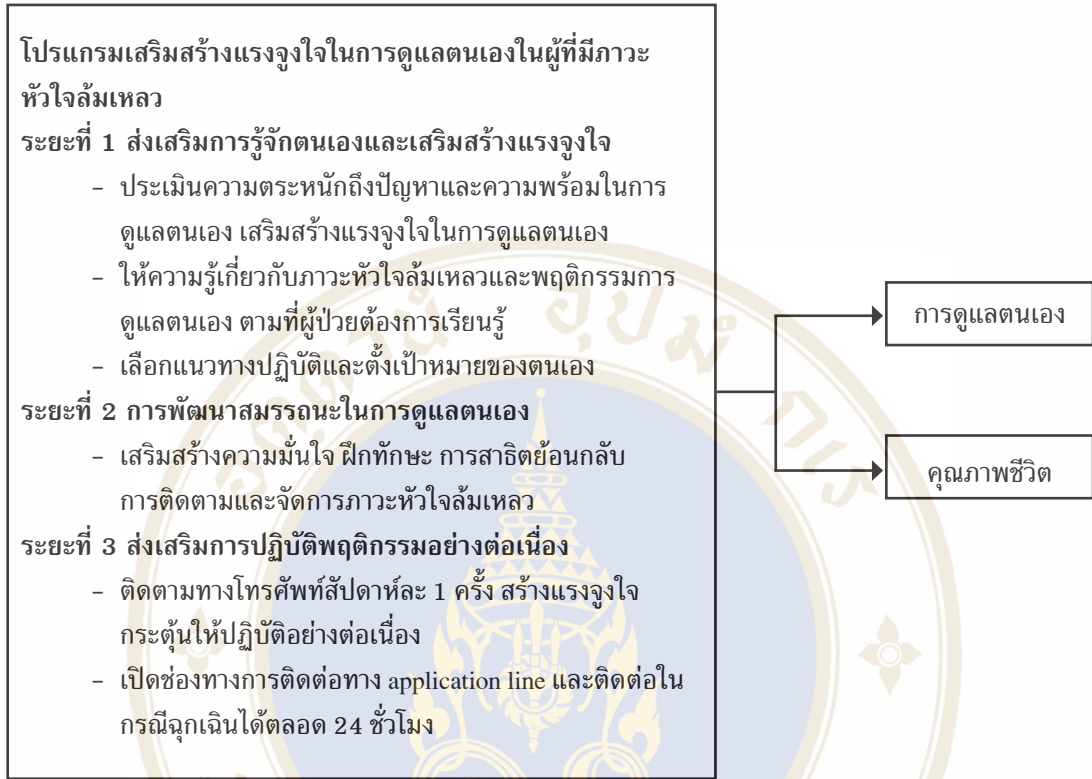 โปรแกรมเสริมสร้างแรงจูงใจในการดูแลตนเองในผู้ที่มีภาวะ
หัวใจล้มเหลว
ระยะที่ 1 ส่งเสริมการรู้จักตนเองและเสริมสร้างแรงจูงใจ
- ประเมินความตระหนักถึงปัญหาและความพร้อมในการ
ดูแลตนเอง เสริมสร้างแรงจูงใจในการดูแลตนเอง
- ให้ความรู้เกี่ยวกับภาวะหัวใจล้มเหลวและพฤติกรรมการ
ดูแลตนเอง ตามที่ผู้ป่วยต้องการเรียนรู้
- เลือกแนวทางปฏิบัติและตั้งเป้าหมายของตนเอง
ระยะที่ 2 การพัฒนาสมรรถนะในการดูแลตนเอง
- เสริมสร้างความมั่นใจ ฝึกทักษะ การสาธิตย้อนกลับ
การติดตามและจัดการภาวะหัวใจล้มเหลว
ระยะที่ 3 ส่งเสริมการปฏิบัติพฤติกรรมอย่างต่อเนื่อง
- ติดตามทางโทรศัพท์สัปดาห์ละ 1 ครั้ง สร้างแรงจูงใจ
กระตุ้นให้ปฏิบัติอย่างต่อเนื่อง
- เปิดช่องทางการติดต่อทาง application line และติดต่อใน
กรณีฉุกเฉินได้ตลอด 24 ชั่วโมง
การดูแลตนเอง
คุณภาพชีวิต